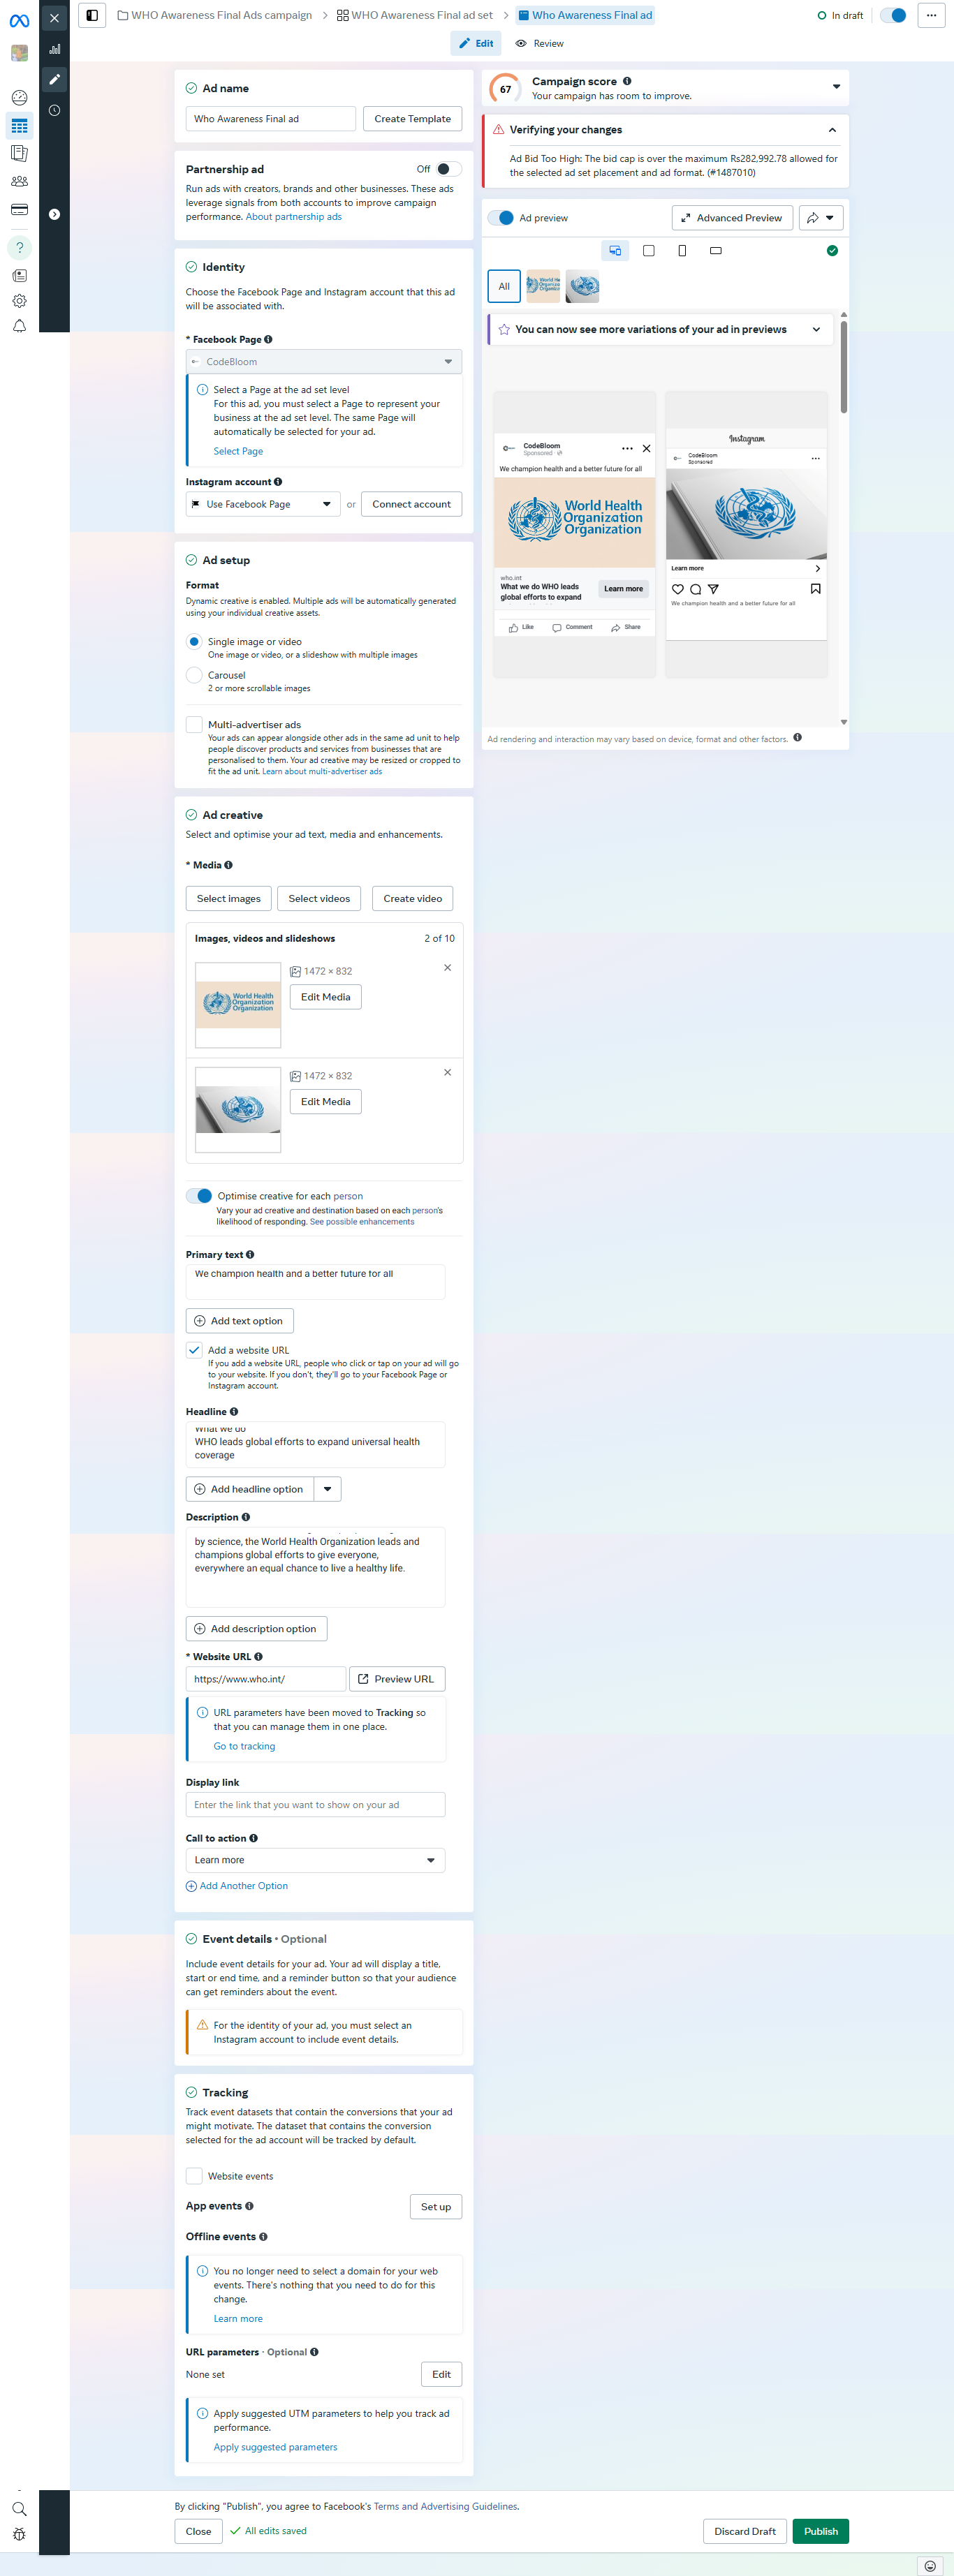 WHO Awareness Final Ads campaign
WHO Awareness Final ad set
Who Awareness Final ad
In draft
Edit
Review
Ad name
Who Awareness Final ad
Create Template
Partnership ad
Off
Run ads with creators, brands and other businesses. These ads
leverage signals from both accounts to improve campaign
performance. About partnership ads
Identity
Choose the Facebook Page and Instagram account that this ad
will be associated with.
* Facebook Page
CodeBloom
Select a Page at the ad set level
For this ad, you must select a Page to represent your
business at the ad set level. The same Page will
automatically be selected for your ad.
Select Page
Instagram account
Use Facebook Page
or
Connect account
Ad setup
Format
Dynamic creative is enabled. Multiple ads will be automatically generated
using your individual creative assets.
Single image or video
One image or video, or a slideshow with multiple images
Carousel
2 or more scrollable images
Multi-advertiser ads
Your ads can appear alongside other ads in the same ad unit to help
people discover products and services from businesses that are
personalised to them. Your ad creative may be resized or cropped to
fit the ad unit. Learn about multi-advertiser ads
Ad creative
Select and optimise your ad text, media and enhancements.
* Media
Select images
Select videos
Create video
Images, videos and slideshows
2 of 10
World Health
Organization
Organization
1472 × 832
Edit Media
1472 × 832
Edit Media
Optimise creative for each person
Vary your ad creative and destination based on each person's
likelihood of responding. See possible enhancements
Primary text
We champion health and a better future for all
Add text option
Add a website URL
If you add a website URL, people who click or tap on your ad will go
to your website. If you don't, they'll go to your Facebook Page or
Instagram account.
Headline
What we do
WHO leads global efforts to expand universal health
coverage
Add headline option
Description
by science, the World Health Organization leads and
champions global efforts to give everyone,
everywhere an equal chance to live a healthy life.
Add description option
* Website URL
https://www.who.int/
Preview URL
URL parameters have been moved to Tracking so
that you can manage them in one place.
Go to tracking
Display link
Enter the link that you want to show on your ad
Call to action
Learn more
Add Another Option
Event details • Optional
Include event details for your ad. Your ad will display a title,
start or end time, and a reminder button so that your audience
can get reminders about the event.
For the identity of your ad, you must select an
Instagram account to include event details.
Tracking
Track event datasets that contain the conversions that your ad
might motivate. The dataset that contains the conversion
selected for the ad account will be tracked by default.
Website events
App events
Set up
Offline events
You no longer need to select a domain for your web
events. There's nothing that you need to do for this
change.
Learn more
URL parameters · Optional
None set
Edit
Apply suggested UTM parameters to help you track ad
performance.
Apply suggested parameters
67
Campaign score
Your campaign has room to improve.
Verifying your changes
Ad Bid Too High: The bid cap is over the maximum Rs282,992.78 allowed for
the selected ad set placement and ad format. (#1487010)
Ad preview
Advanced Preview
All
You can now see more variations of your ad in previews
CodeBloom
Sponsored ·
We champion health and a better future for all
World Health
Organization
Organization
who.int
What we do WHO leads
global efforts to expand
Learn more
Like
Comment
Share
Instagram
CodeBloom
Sponsored
Learn more
We champion health and a better future for all
Ad rendering and interaction may vary based on device, format and other factors.
By clicking "Publish", you agree to Facebook's Terms and Advertising Guidelines.
Close
All edits saved
Discard Draft
Publish